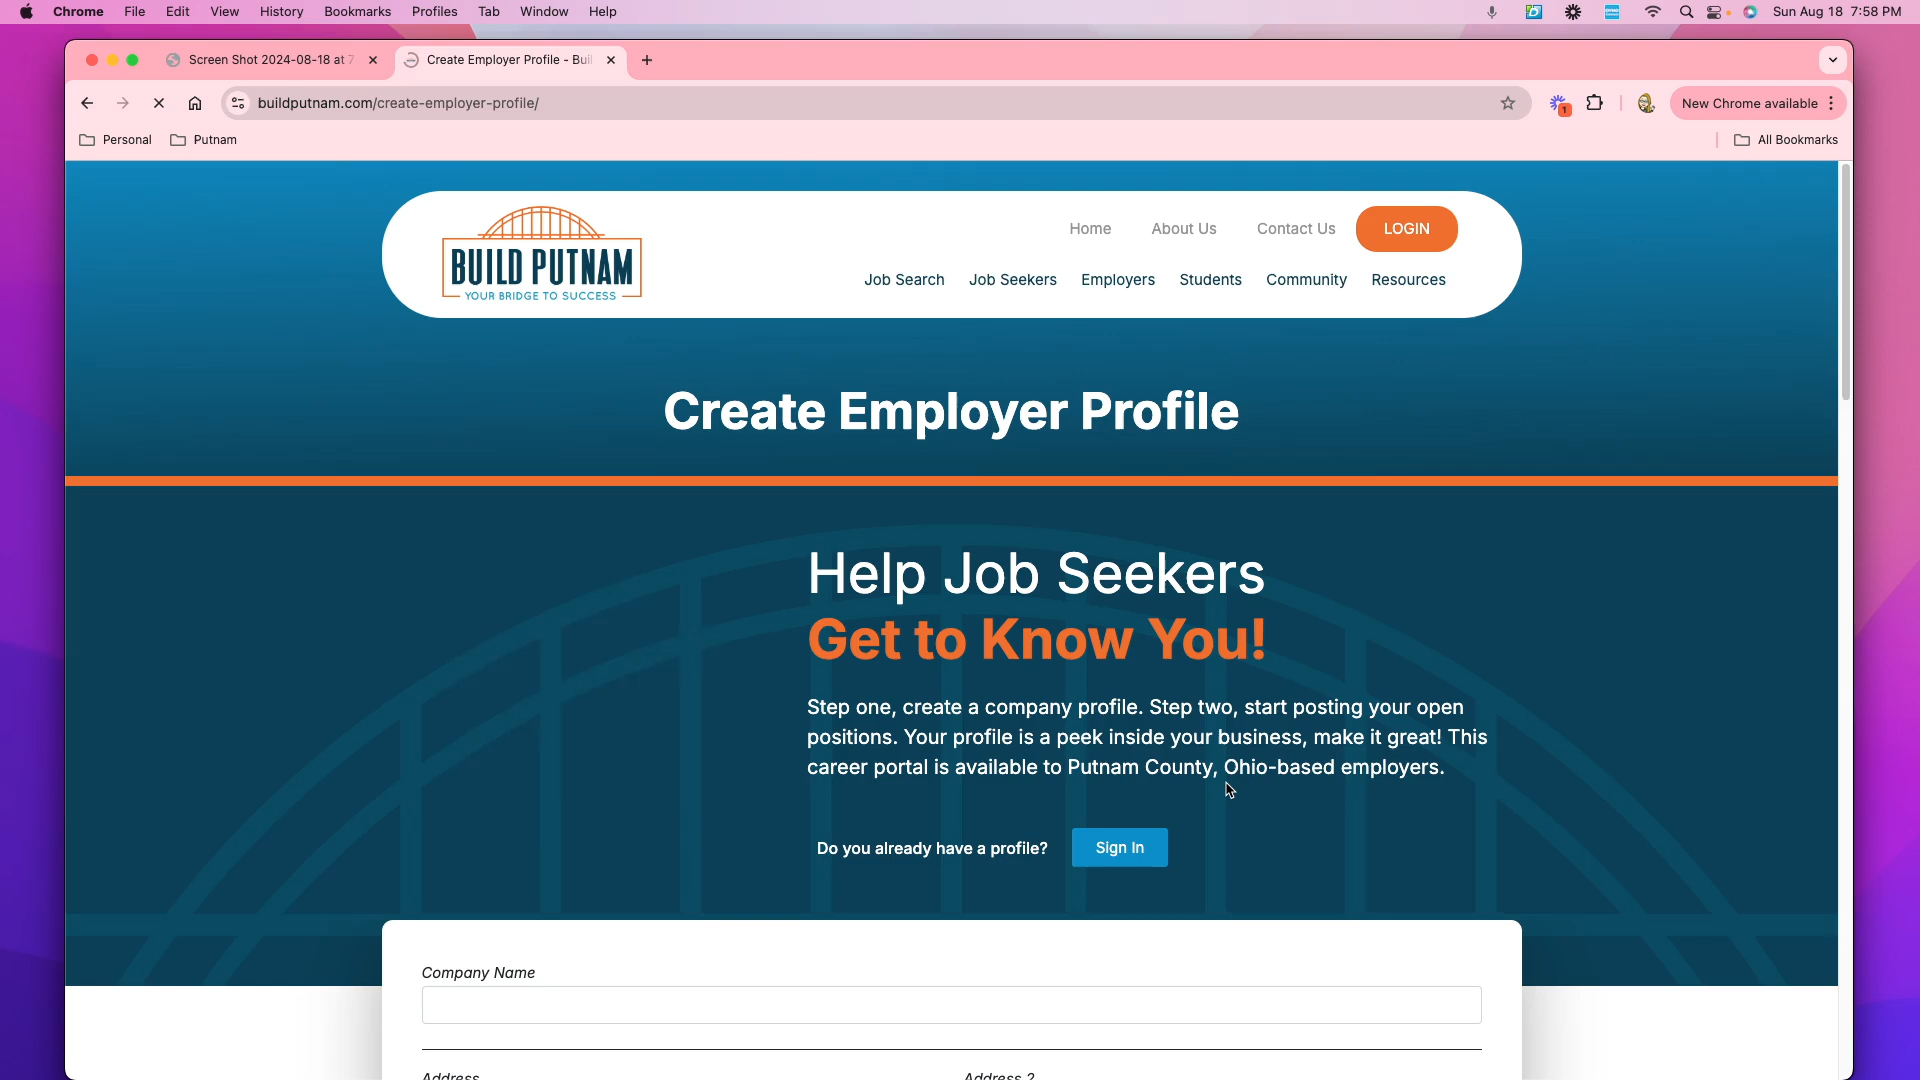 Chrome File Edit View History Bookmarks Profiles Tab Window Help Sun Aug 18 7:58 PM
Screen Shot 2024-08-18 at 7 Create Employer Profile - Bui
buildputnam.com/create-employer-profile/ 1 New Chrome available
Personal Putnam All Bookmarks
Home About Us Contact Us LOGIN
BUILD PUTNAM
YOUR BRIDGE TO SUCCESS
Job Search Job Seekers Employers Students Community Resources
Create Employer Profile
Help Job Seekers
Get to Know You!
Step one, create a company profile. Step two, start posting your open
positions. Your profile is a peek inside your business, make it great! This
career portal is available to Putnam County, Ohio-based employers.
Do you already have a profile? Sign In
Company Name
Address Address 2